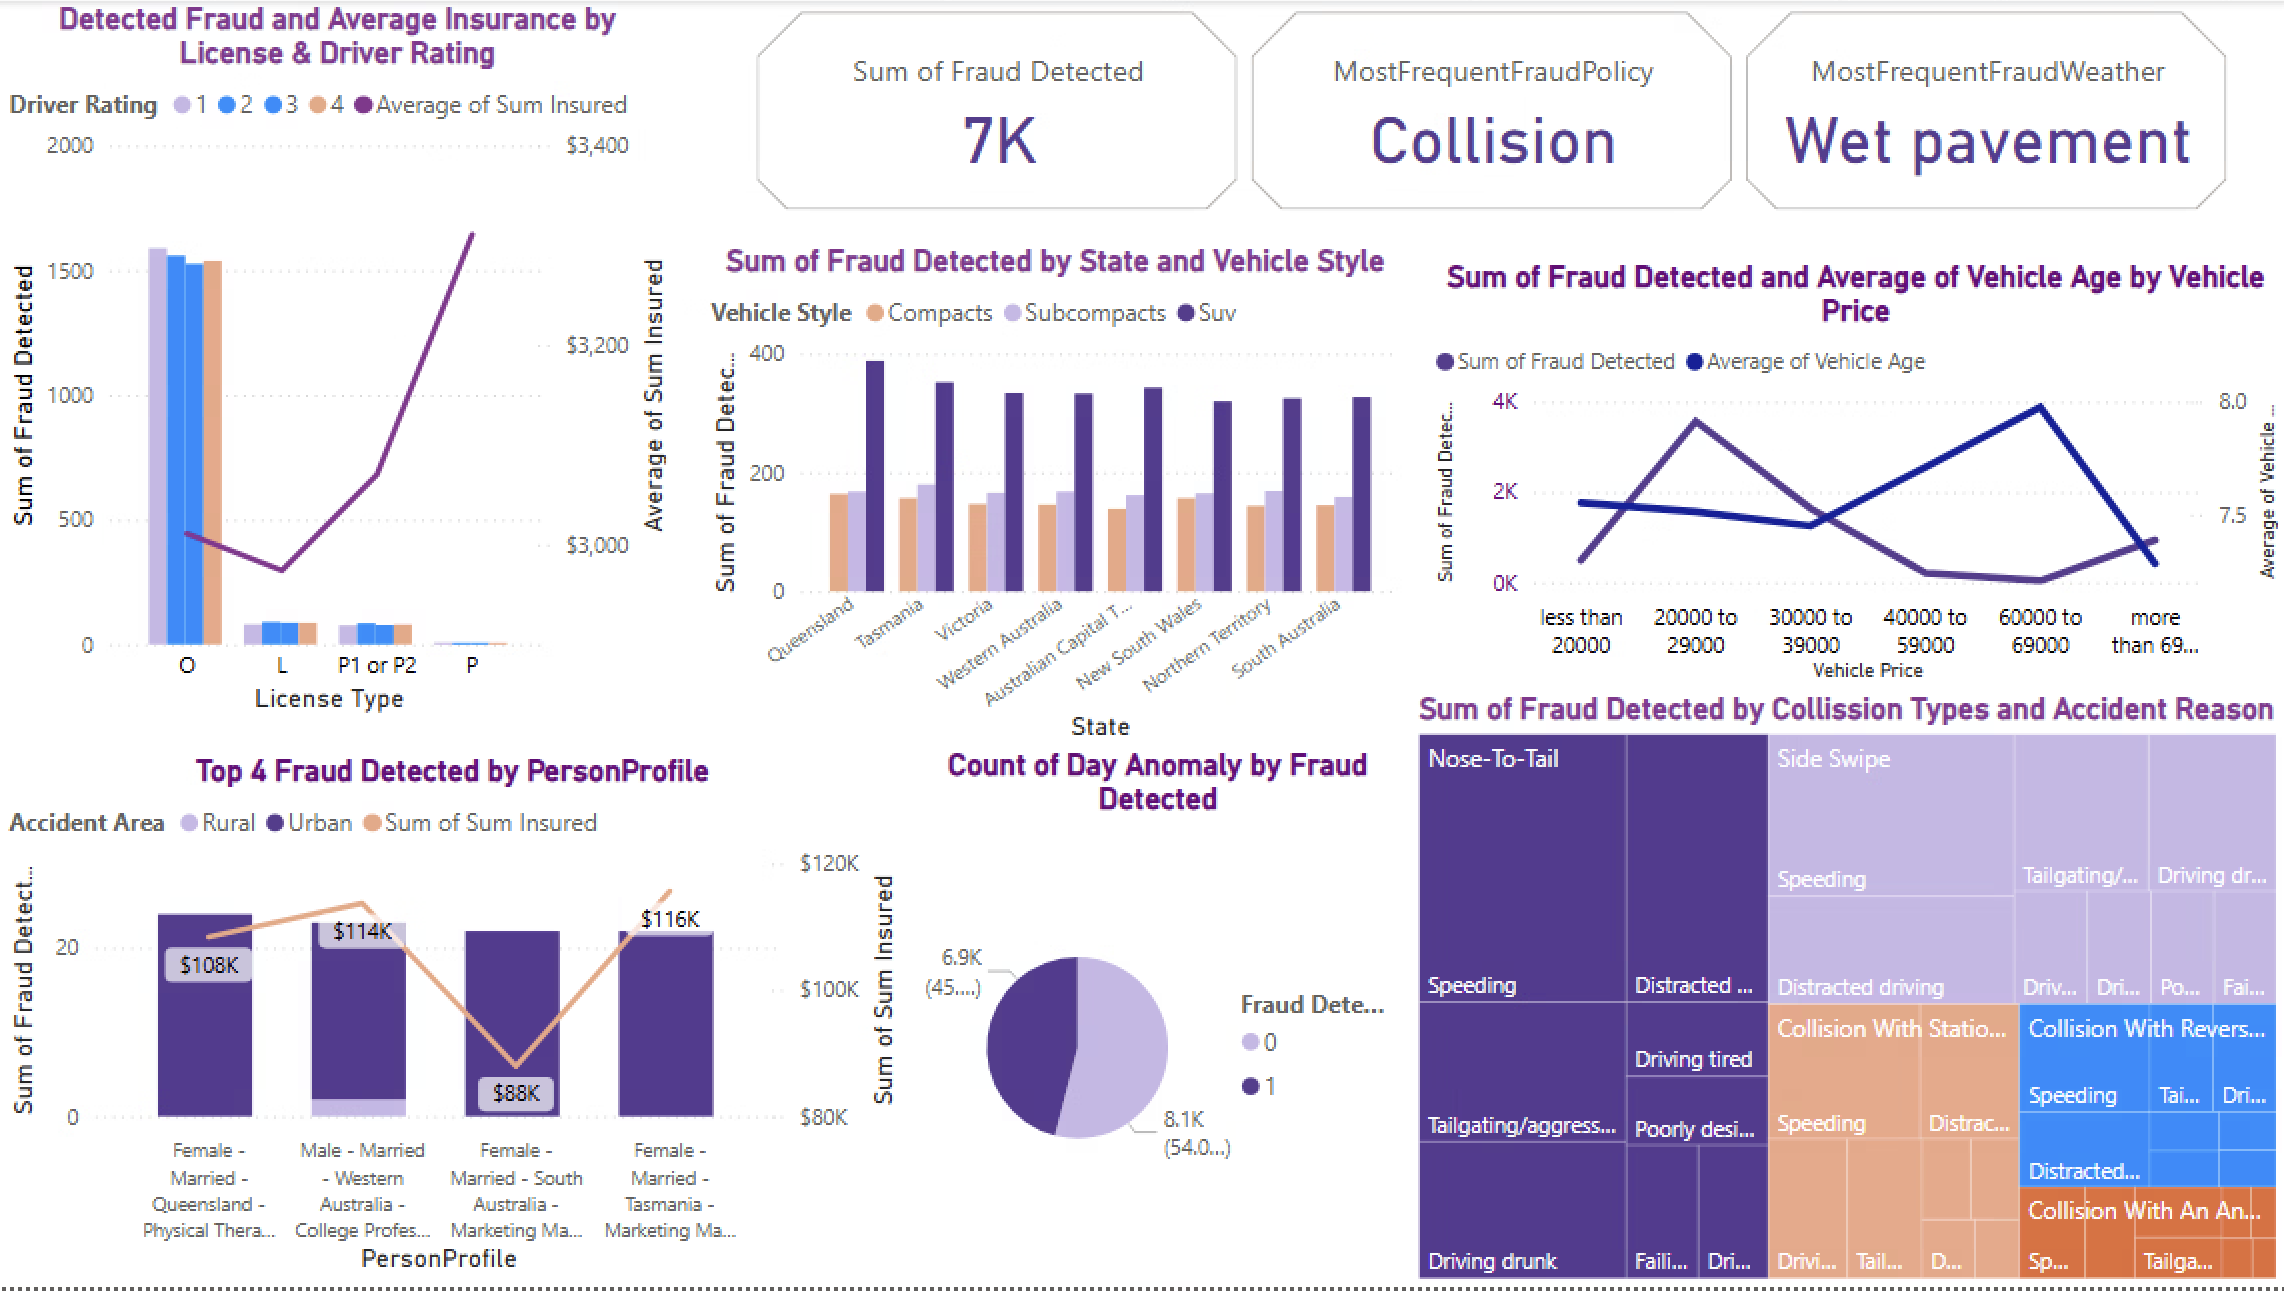 Detected Fraud and Average Insurance by
License & Driver Rating
Driver Rating 1 2 3 4 Average of Sum Insured
2000
1500
1000
500
0
$3,400
$3,200
$3,000
Sum of Fraud Detected
Average of Sum Insured
O L P1 or P2 P
License Type
Sum of Fraud Detected
7K
MostFrequentFraudPolicy
Collision
MostFrequentFraudWeather
Wet pavement
Sum of Fraud Detected by State and Vehicle Style
Vehicle Style Compacts Subcompacts Suv
Sum of Fraud Detec...
400
200
0
Queensland
Tasmania
Victoria
Western Australia
Australian Capital T...
New South Wales
Northern Territory
South Australia
State
Sum of Fraud Detected and Average of Vehicle Age by Vehicle
Price
Sum of Fraud Detected Average of Vehicle Age
Sum of Fraud Detec...
4K
2K
0K
8.0
7.5
Average of Vehicle ...
less than
20000
20000 to
29000
30000 to
39000
40000 to
59000
60000 to
69000
more
than 69...
Vehicle Price
Top 4 Fraud Detected by PersonProfile
Accident Area Rural Urban Sum of Sum Insured
Sum of Fraud Detect...
20
0
$108K
$114K
$88K
$116K
$120K
$100K
$80K
Sum of Sum Insured
Female -
Married -
Queensland -
Physical Thera...
Male - Married
- Western
Australia -
College Profes...
Female -
Married - South
Australia -
Marketing Ma...
Female -
Married -
Tasmania -
Marketing Ma...
PersonProfile
Count of Day Anomaly by Fraud
Detected
6.9K
(45....)
8.1K
(54.0...)
Fraud Dete...
0
1
Sum of Fraud Detected by Collission Types and Accident Reason
Nose-To-Tail
Speeding
Distracted ...
Tailgating/aggress...
Driving tired
Poorly desi...
Driving drunk
Faili...
Dri...
Side Swipe
Speeding
Tailgating/...
Driving dr...
Distracted driving
Driv...
Dri...
Po...
Fai...
Collision With Statio...
Speeding
Distrac...
Drivi...
Tail...
D...
Collision With Revers...
Speeding
Tai...
Dri...
Distracted...
Collision With An An...
Sp...
Tailga...